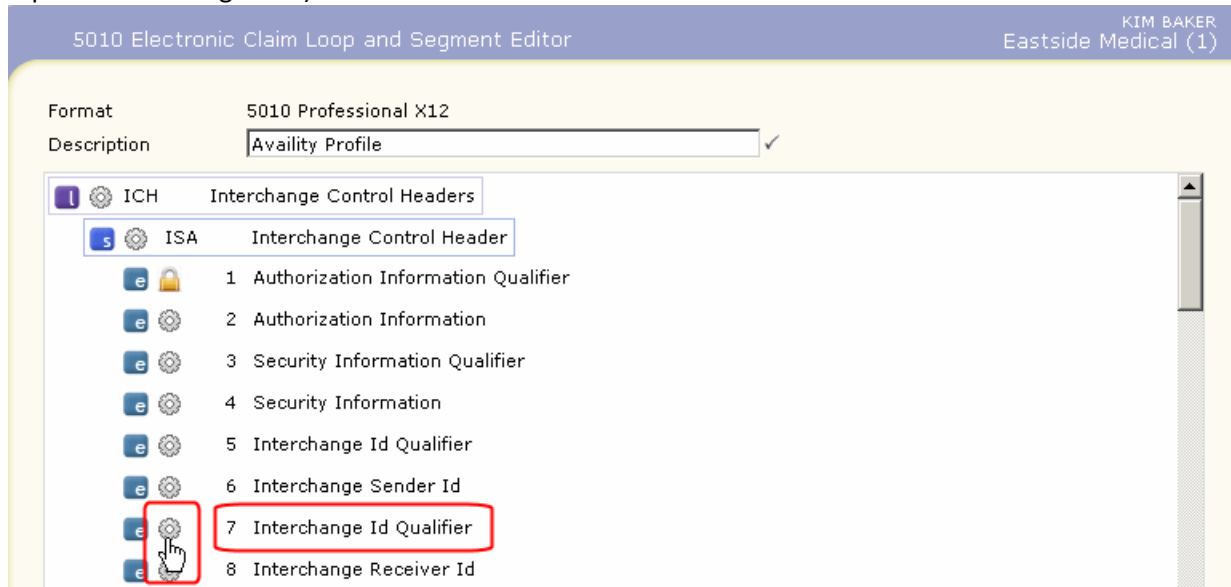 KIM BAKER
5010 Electronic Claim Loop and Segment Editor Eastside Medical (1)
Format 5010 Professional X12
Description Availity Profile
l ICH Interchange Control Headers
s ISA Interchange Control Header
e 1 Authorization Information Qualifier
e 2 Authorization Information
e 3 Security Information Qualifier
e 4 Security Information
e 5 Interchange Id Qualifier
e 6 Interchange Sender Id
e 7 Interchange Id Qualifier
e 8 Interchange Receiver Id